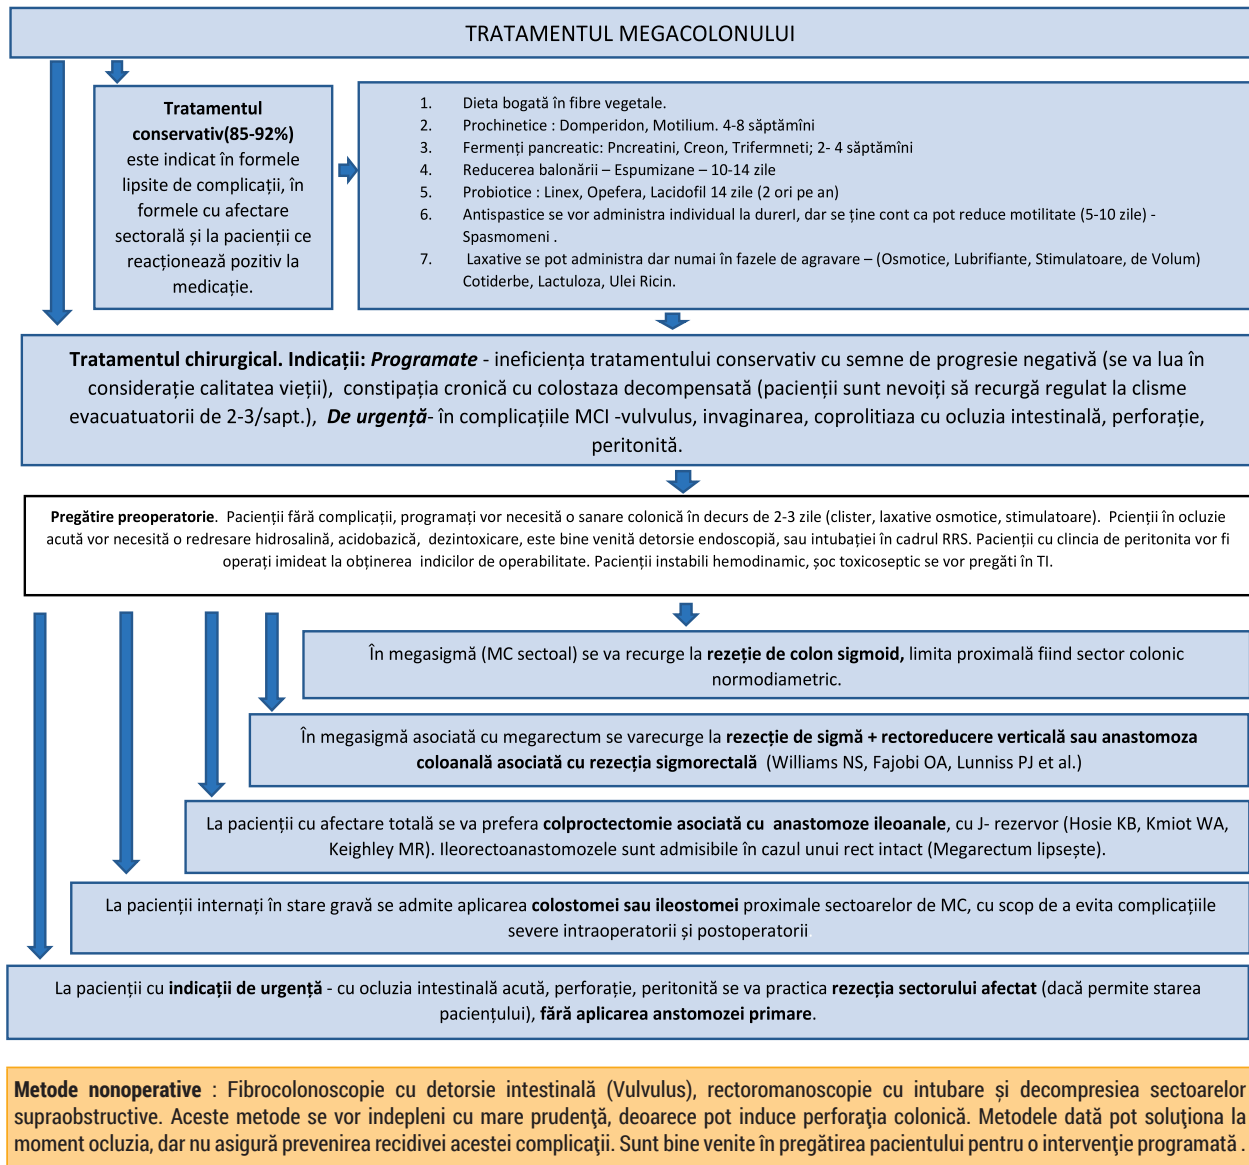 TRATAMENTUL MEGACOLONULUI
Tratamentul
conservativ(85-92%)
este indicat în formele
lipsite de complicații, în
formele cu afectare
sectorală și la pacienții ce
reacționează pozitiv la
medicație.
1. Dieta bogată în fibre vegetale.
2. Prochinetice : Domperidon, Motilium. 4-8 săptămîni
3. Fermenți pancreatic: Pncreatini, Creon, Trifermneti; 2- 4 săptămîni
4. Reducerea balonării – Espumizane – 10-14 zile
5. Probiotice : Linex, Opefera, Lacidofil 14 zile (2 ori pe an)
6. Antispastice se vor administra individual la durerI, dar se ține cont ca pot reduce motilitate (5-10 zile) -
Spasmomeni .
7. Laxative se pot administra dar numai în fazele de agravare – (Osmotice, Lubrifiante, Stimulatoare, de Volum)
Cotiderbe, Lactuloza, Ulei Ricin.
Tratamentul chirurgical. Indicații: Programate - ineficiența tratamentului conservativ cu semne de progresie negativă (se va lua în
considerație calitatea vieții), constipația cronică cu colostaza decompensată (pacienții sunt nevoiți să recurgă regulat la clisme
evacuatuatorii de 2-3/sapt.), De urgență- în complicațiile MCI -vulvulus, invaginarea, coprolitiaza cu ocluzia intestinală, perforație,
peritonită.
Pregătire preoperatorie. Pacienții fără complicații, programați vor necesită o sanare colonică în decurs de 2-3 zile (clister, laxative osmotice, stimulatoare). Pcienții în ocluzie
acută vor necesită o redresare hidrosalină, acidobazică, dezintoxicare, este bine venită detorsie endoscopiă, sau intubației în cadrul RRS. Pacienții cu clincia de peritonita vor fi
operați imideat la obținerea indicilor de operabilitate. Pacienții instabili hemodinamic, șoc toxicoseptic se vor pregăti în TI.
În megasigmă (MC sectoal) se va recurge la rezeție de colon sigmoid, limita proximală fiind sector colonic
normodiametric.
În megasigmă asociată cu megarectum se varecurge la rezecție de sigmă + rectoreducere verticală sau anastomoza
coloanală asociată cu rezecția sigmorectală (Williams NS, Fajobi OA, Lunniss PJ et al.)
La pacienții cu afectare totală se va prefera colproctectomie asociată cu anastomoze ileoanale, cu J- rezervor (Hosie KB, Kmiot WA,
Keighley MR). Ileorectoanastomozele sunt admisibile în cazul unui rect intact (Megarectum lipsește).
La pacienții internați în stare gravă se admite aplicarea colostomei sau ileostomei proximale sectoarelor de MC, cu scop de a evita complicațiile
severe intraoperatorii și postoperatorii
La pacienții cu indicații de urgență - cu ocluzia intestinală acută, perforație, peritonită se va practica rezecția sectorului afectat (dacă permite starea
paciențului), fără aplicarea anstomozei primare.
Metode nonoperative : Fibrocolonoscopie cu detorsie intestinală (Vulvulus), rectoromanoscopie cu intubare și decompresiea sectoarelor
supraobstructive. Aceste metode se vor indepleni cu mare prudenţă, deoarece pot induce perforaţia colonică. Metodele dată pot soluţiona la
moment ocluzia, dar nu asigură prevenirea recidivei acestei complicaţii. Sunt bine venite în pregătirea pacientului pentru o intervenţie programată .